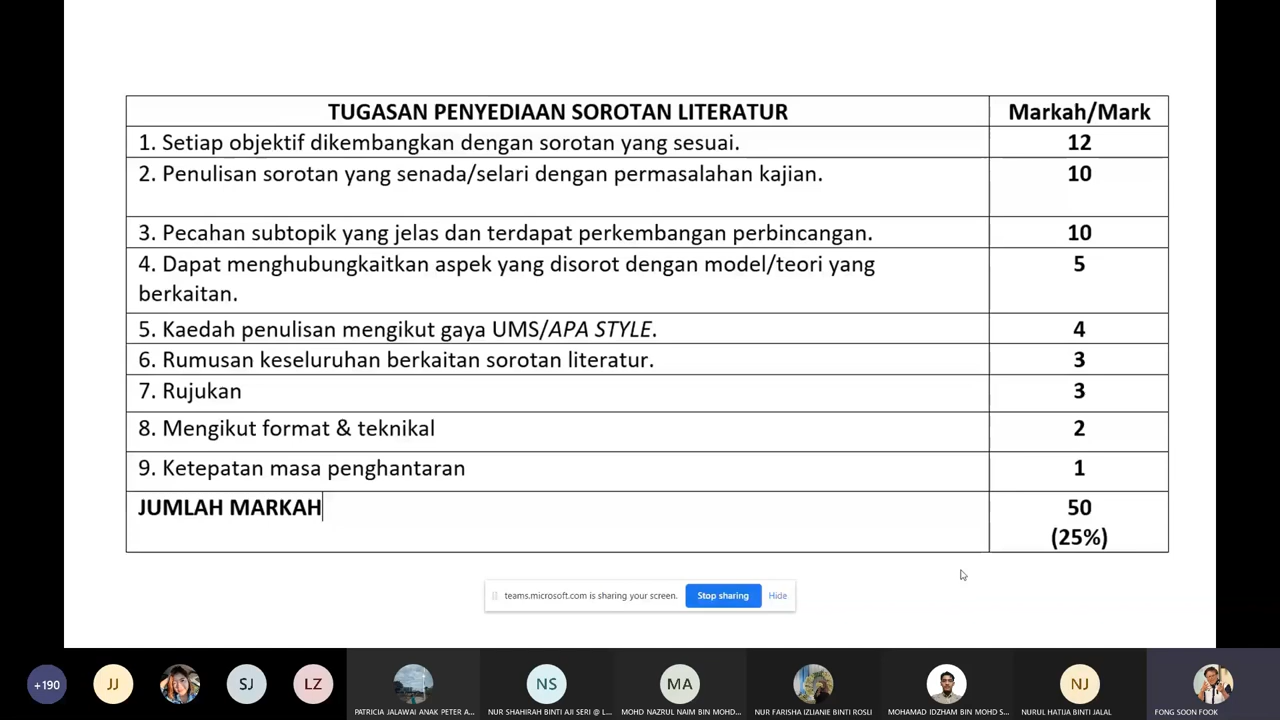 TUGASAN PENYEDIAAN SOROTAN LITERATUR Markah/Mark
1. Setiap objektif dikembangkan dengan sorotan yang sesuai. 12
2. Penulisan sorotan yang senada/selari dengan permasalahan kajian. 10
3. Pecahan subtopik yang jelas dan terdapat perkembangan perbincangan. 10
4. Dapat menghubungkaitkan aspek yang disorot dengan model/teori yang 5
berkaitan.
5. Kaedah penulisan mengikut gaya UMS/APA STYLE. 4
6. Rumusan keseluruhan berkaitan sorotan literatur. 3
7. Rujukan 3
8. Mengikut format & teknikal 2
9. Ketepatan masa penghantaran 1
JUMLAH MARKAH 50
(25%)
teams.microsoft.com is sharing your screen. Stop sharing Hide
+190 JJ SJ LZ NS MA NJ
PATRICIA JALAWAI ANAK PETER A... NUR SHAHIRAH BINTI AJI SERI @ L... MOHD NAZRUL NAIM BIN MOHD... NUR FARISHA IZLIANIE BINTI ROSLI MOHAMAD IDZHAM BIN MOHD S... NURUL HATIJA BINTI JALAL FONG SOON FOOK